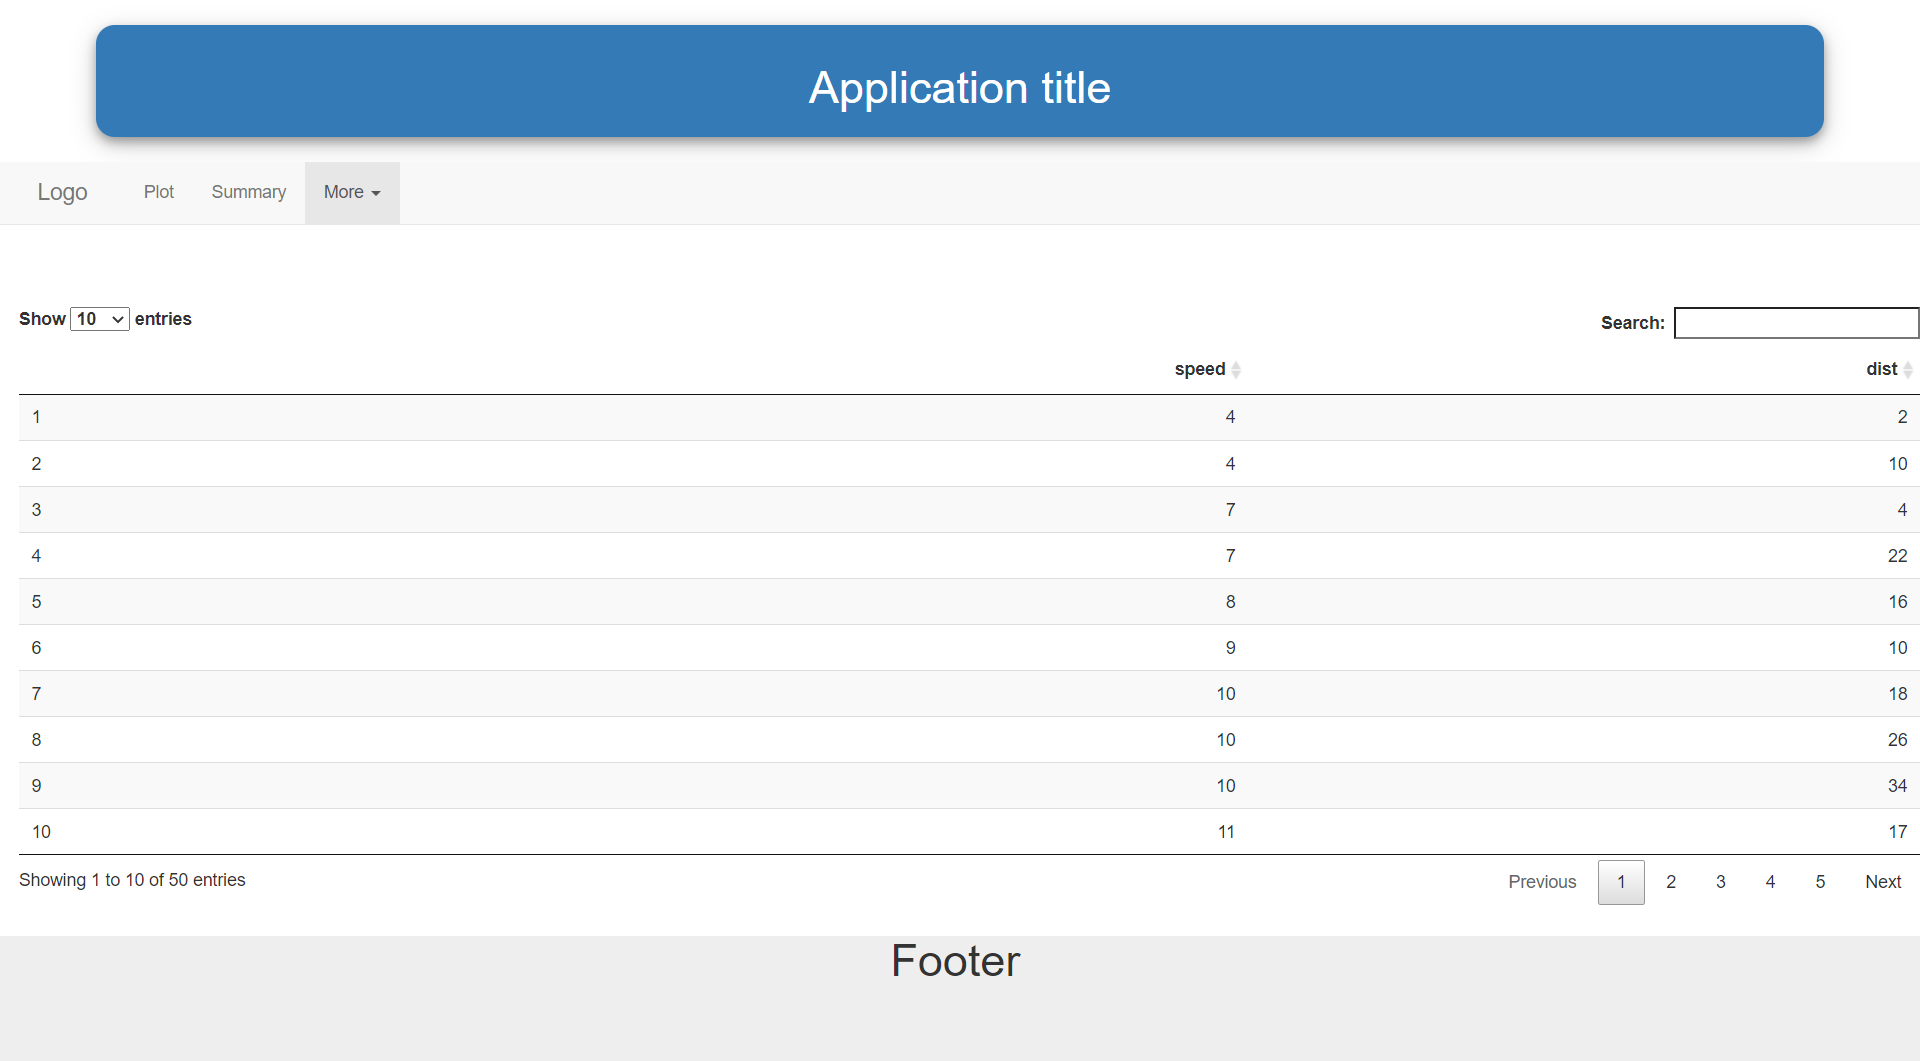 Application title
Logo Plot Summary More
Show 10 entries Search:
speed dist
1 4 2
2 4 10
3 7 4
4 7 22
5 8 16
6 9 10
7 10 18
8 10 26
9 10 34
10 11 17
Showing 1 to 10 of 50 entries Previous 1 2 3 4 5 Next
Footer